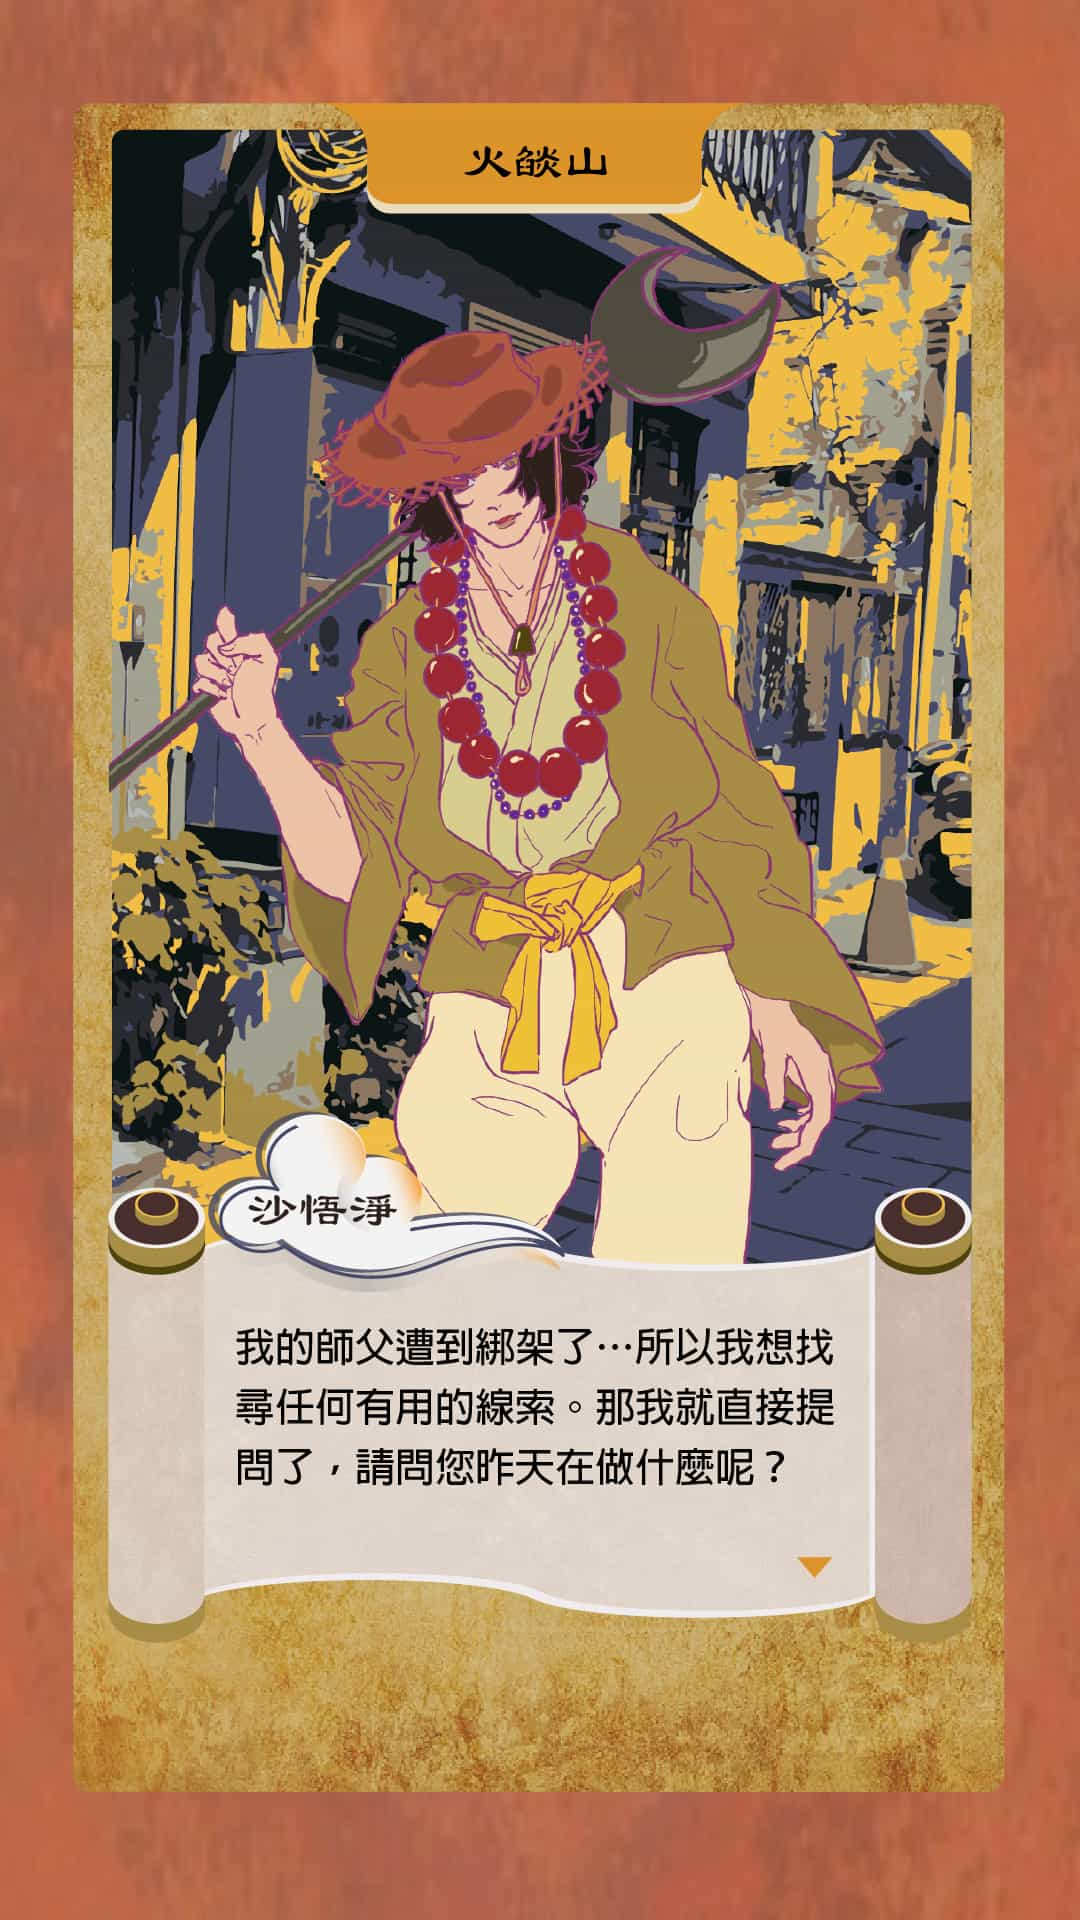 火燄山
沙悟淨
我的師父遭到綁架了…所以我想找
尋任何有用的線索。那我就直接提
問了，請問您昨天在做什麼呢？